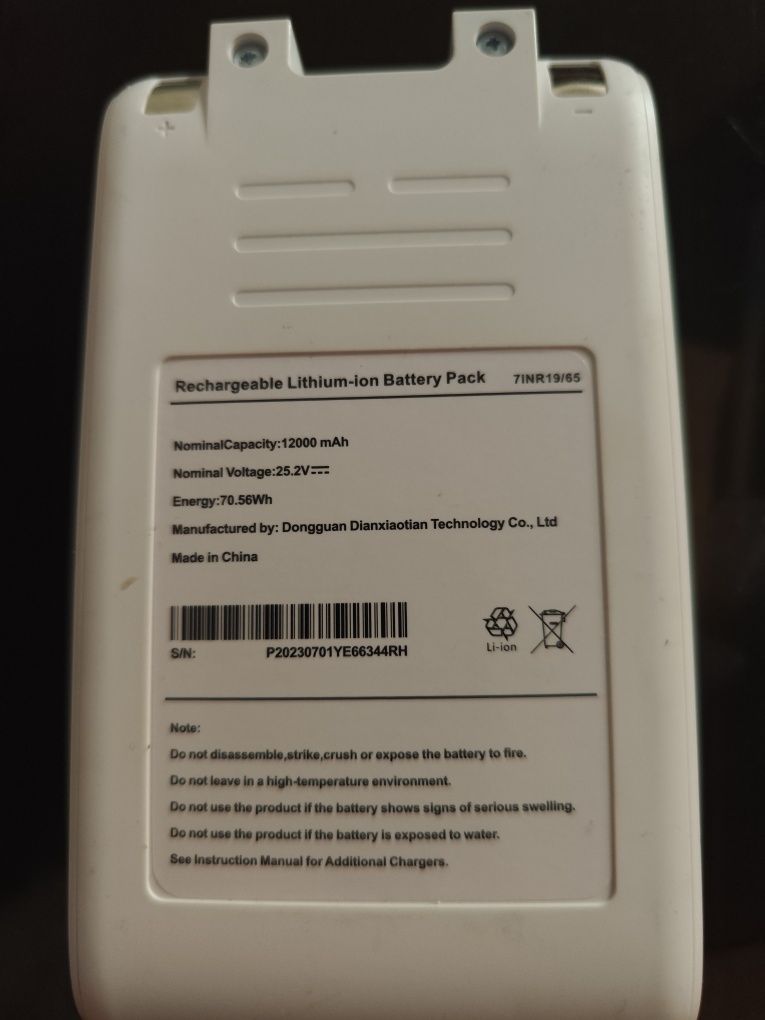 + −
Rechargeable Lithium-ion Battery Pack 7INR19/65
NominalCapacity:12000 mAh
Nominal Voltage:25.2V⎓
Energy:70.56Wh
Manufactured by: Dongguan Dianxiaotian Technology Co., Ltd
Made in China
Li-ion
S/N: P20230701YE66344RH
Note:
Do not disassemble,strike,crush or expose the battery to fire.
Do not leave in a high-temperature environment.
Do not use the product if the battery shows signs of serious swelling.
Do not use the product if the battery is exposed to water.
See Instruction Manual for Additional Chargers.